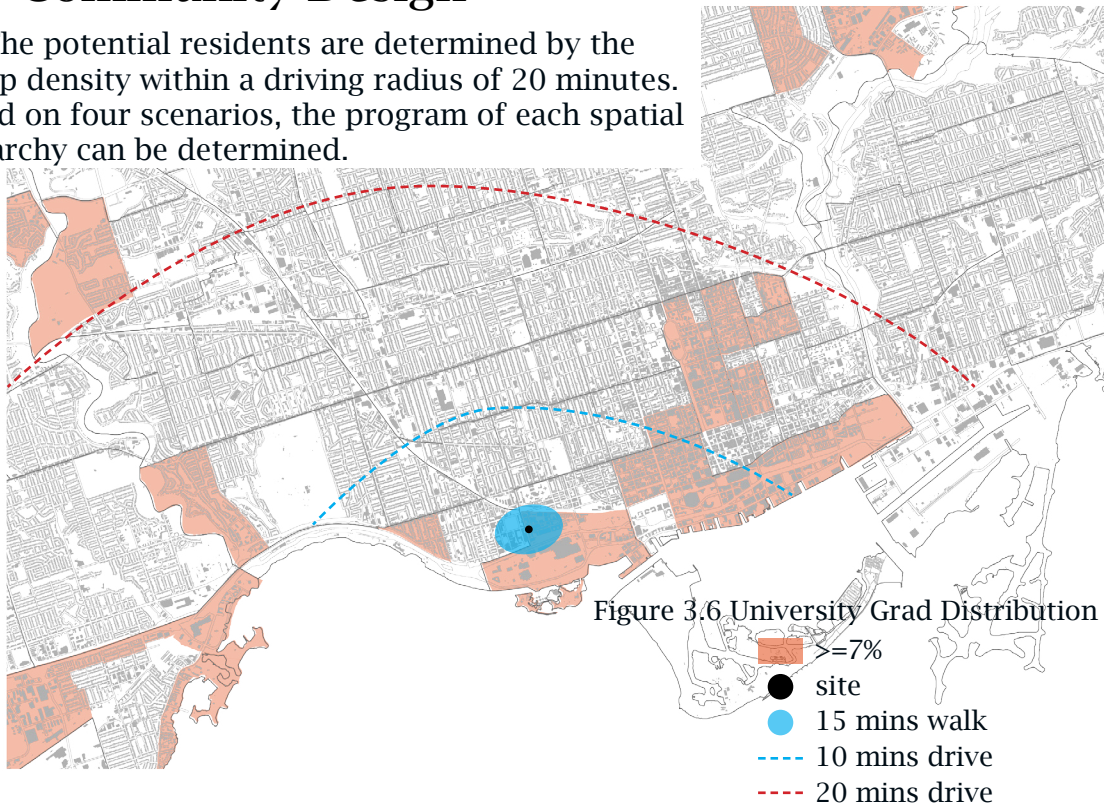 Community Design
he potential residents are determined by the
p density within a driving radius of 20 minutes.
d on four scenarios, the program of each spatial
archy can be determined.
Figure 3.6 University Grad Distribution
>=7%
site
15 mins walk
10 mins drive
20 mins drive